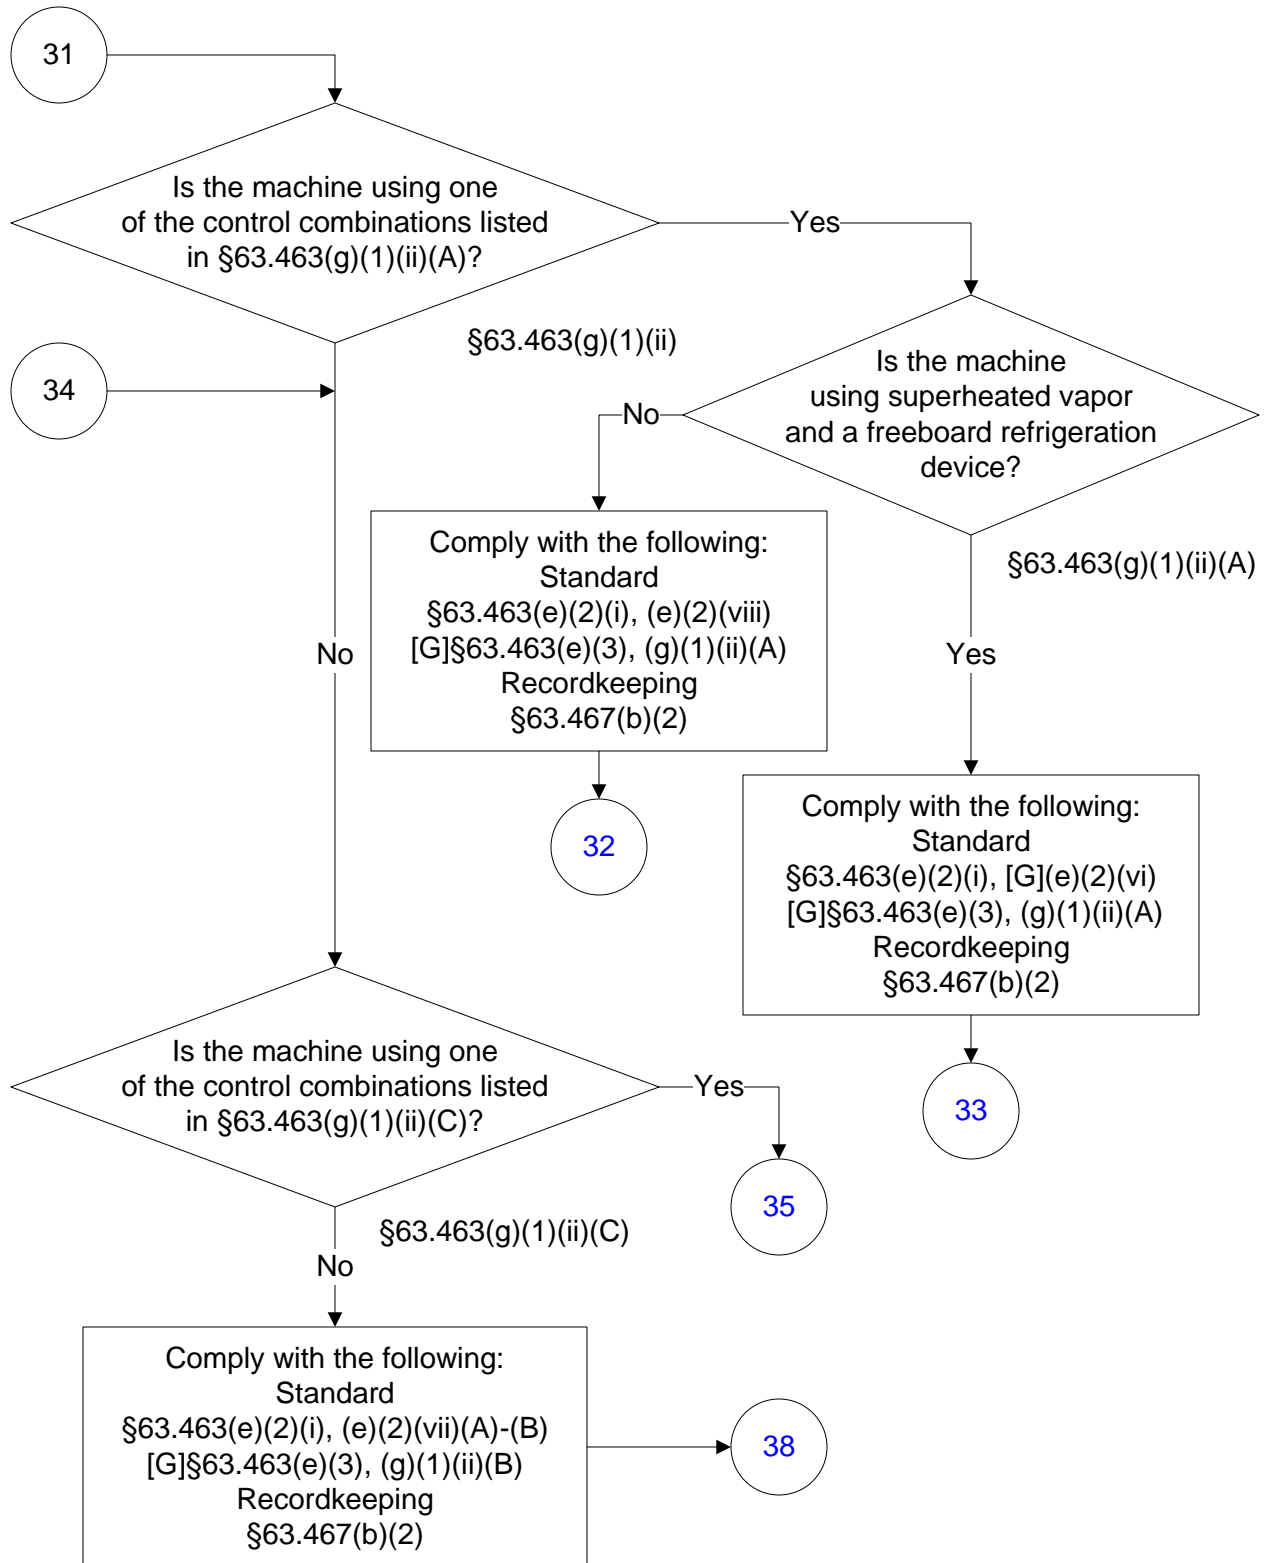 31
Is the machine using one
of the control combinations listed
in §63.463(g)(1)(ii)(A)?
Yes
§63.463(g)(1)(ii)
34
Is the machine
using superheated vapor
and a freeboard refrigeration
device?
No
§63.463(g)(1)(ii)(A)
Comply with the following:
Standard
§63.463(e)(2)(i), (e)(2)(viii)
[G]§63.463(e)(3), (g)(1)(ii)(A)
Recordkeeping
§63.467(b)(2)
No
Yes
32
Comply with the following:
Standard
§63.463(e)(2)(i), [G](e)(2)(vi)
[G]§63.463(e)(3), (g)(1)(ii)(A)
Recordkeeping
§63.467(b)(2)
33
Is the machine using one
of the control combinations listed
in §63.463(g)(1)(ii)(C)?
Yes
35
§63.463(g)(1)(ii)(C)
No
Comply with the following:
Standard
§63.463(e)(2)(i), (e)(2)(vii)(A)-(B)
[G]§63.463(e)(3), (g)(1)(ii)(B)
Recordkeeping
§63.467(b)(2)
38